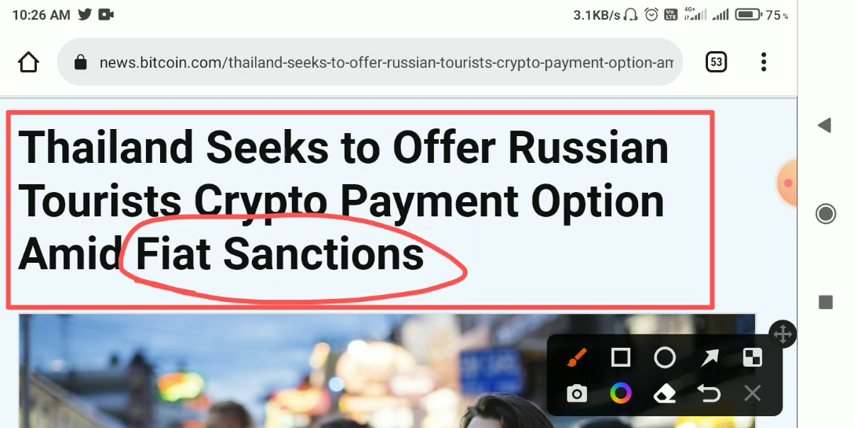 10:26 AM 3.1KB/s 4G+ 75%
news.bitcoin.com/thailand-seeks-to-offer-russian-tourists-crypto-payment-option-am 53
Thailand Seeks to Offer Russian
Tourists Crypto Payment Option
Amid Fiat Sanctions